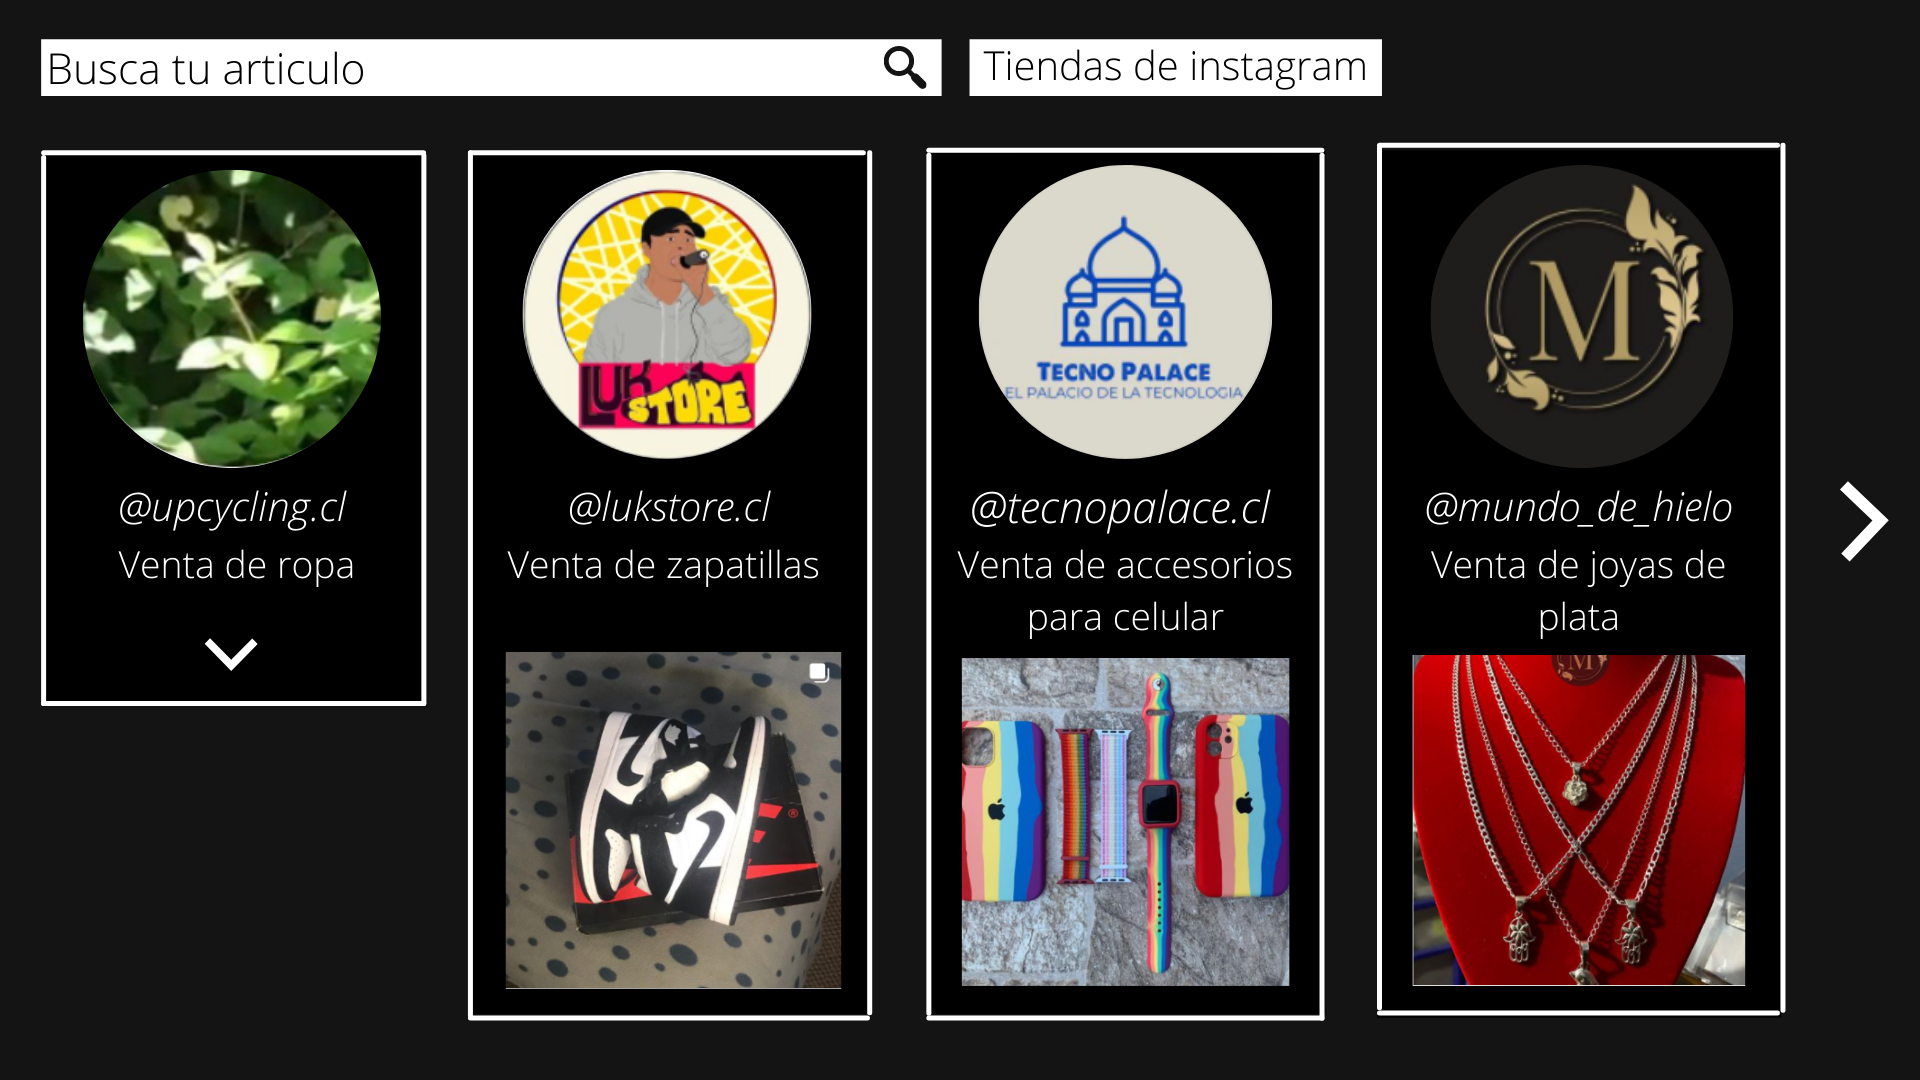 Busca tu articulo
Tiendas de instagram
LUK
STORE
TECNO PALACE
EL PALACIO DE LA TECNOLOGIA
M
@upcycling.cl
Venta de ropa
@lukstore.cl
Venta de zapatillas
@tecnopalace.cl
Venta de accesorios
para celular
@mundo_de_hielo
Venta de joyas de
plata
®
M